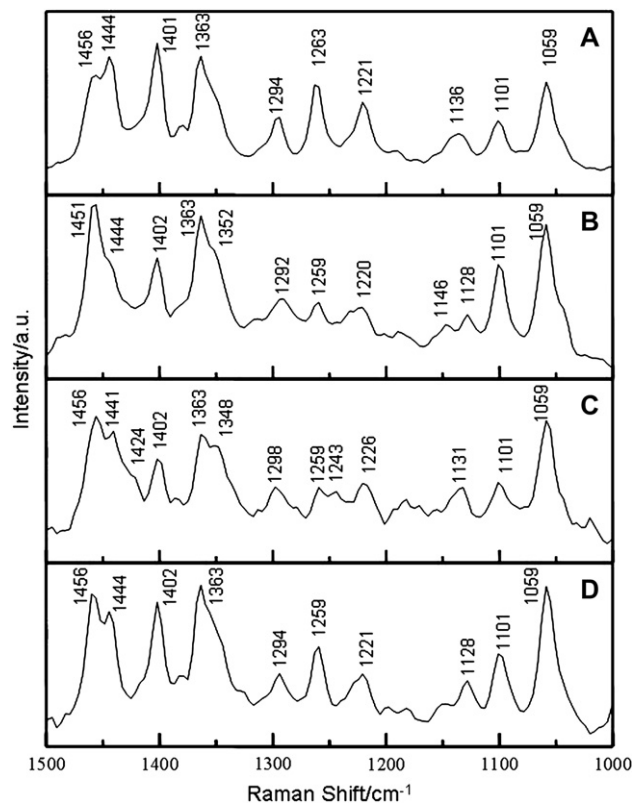 1456 1444 1401 1363 1294 1263 1221 1136 1101 1059 A
1451 1444 1402 1363 1352 1292 1259 1220 1146 1128 1101 1059 B
1456 1441 1424 1402 1363 1348 1298 1259 1243 1226 1131 1101 1059 C
1456 1444 1402 1363 1294 1259 1221 1128 1101 1059 D
Intensity/a.u.
1500 1400 1300 1200 1100 1000
Raman Shift/cm⁻¹